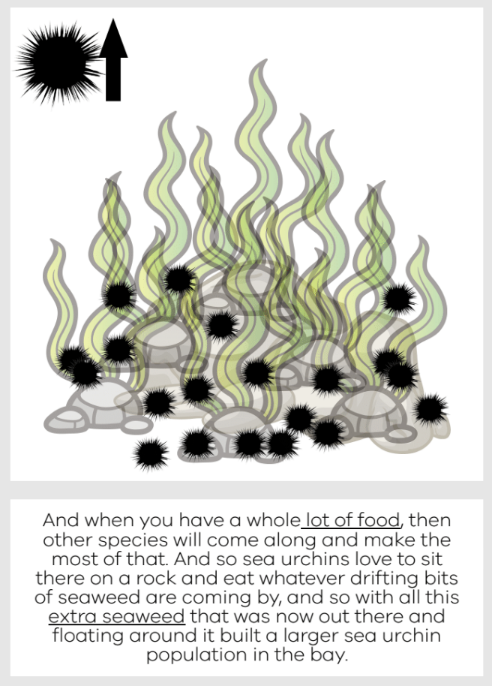 And when you have a whole lot of food, then
other species will come along and make the
most of that. And so sea urchins love to sit
there on a rock and eat whatever drifting bits
of seaweed are coming by, and so with all this
extra seaweed that was now out there and
floating around it built a larger sea urchin
population in the bay.